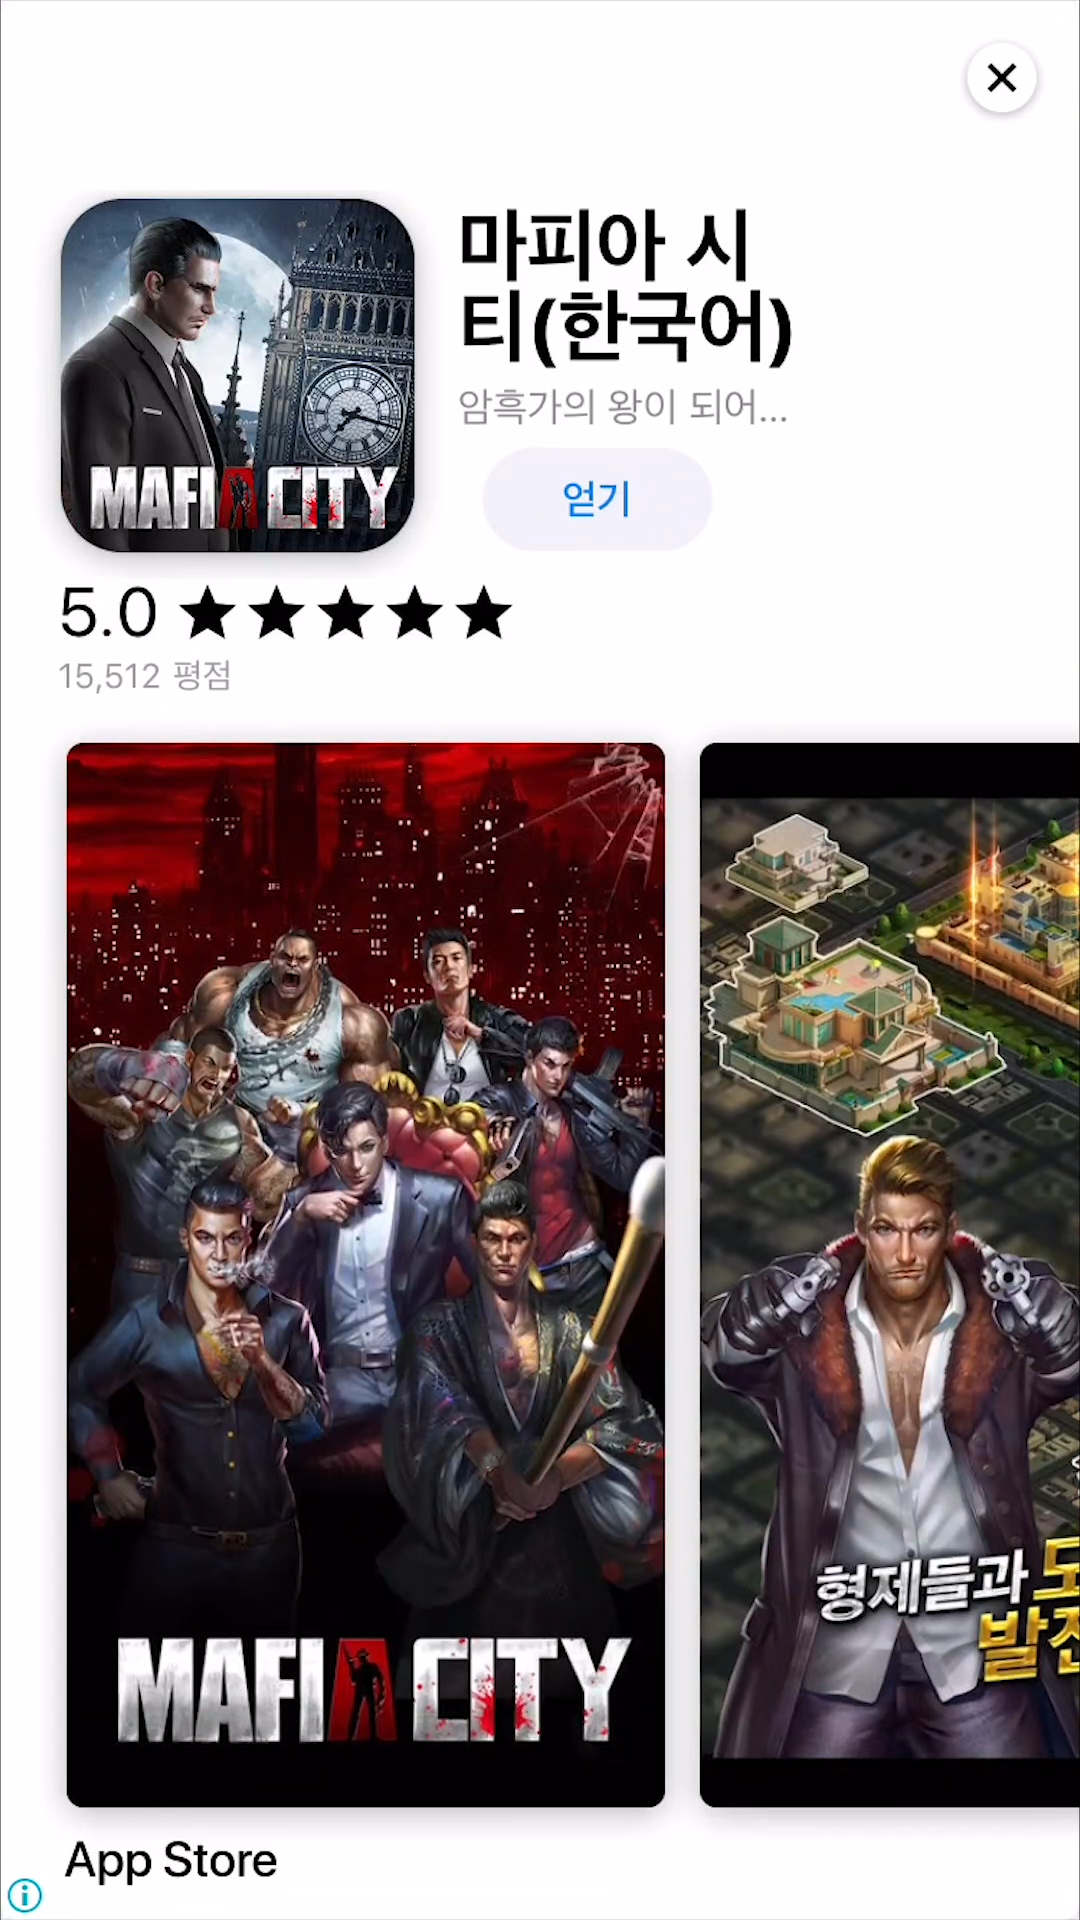 마피아 시
티(한국어)
암흑가의 왕이 되어...
얻기
MAFIA CITY
5.0 ★★★★★
15,512 평점
MAFIA CITY
형제들과
App Store